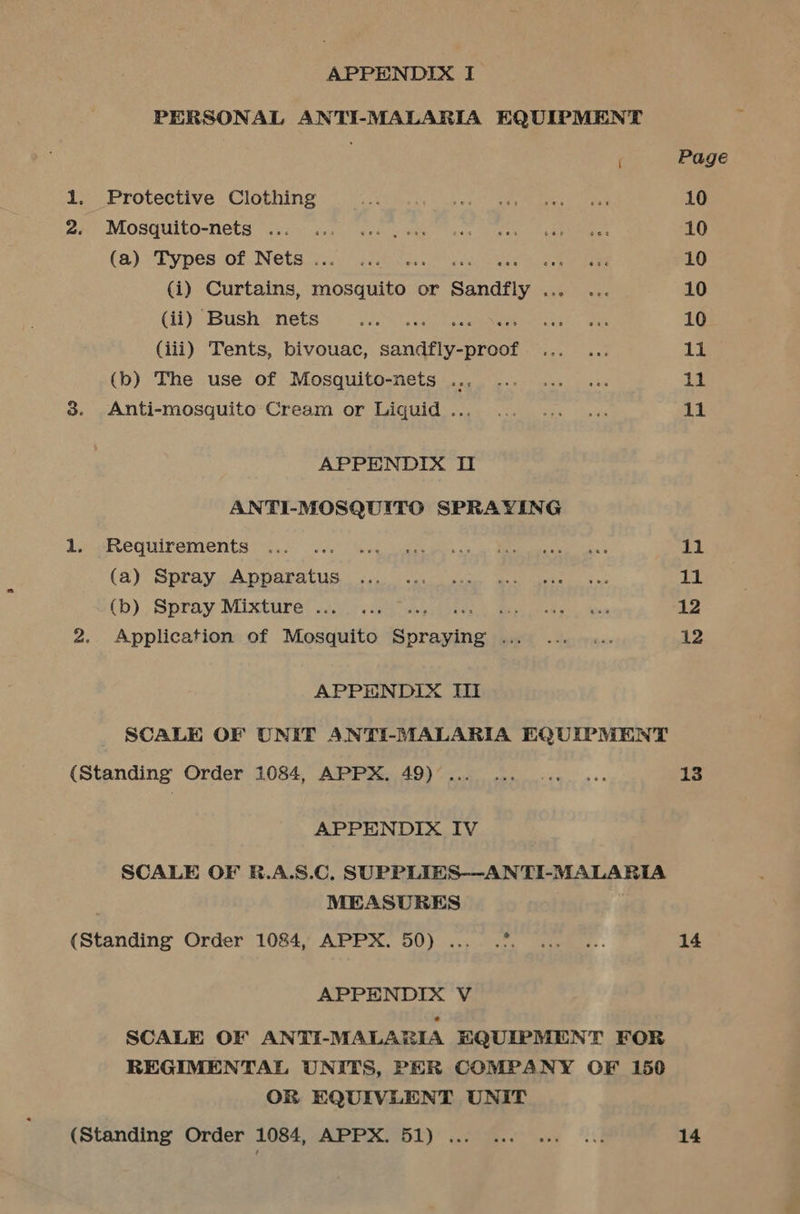 APPENDIX I
PERSONAL ANTI-MALARIA EQUIPMENT
Page
1. Protective Clothing ... ... ... ... ... ... 10
2. Mosquito-nets ... ... ... ... ... ... ... ... 10
(a) Types of Nets ... ... ... ... ... ... ... 10
(i) Curtains, mosquito or Sandfly ... ... 10
(ii) Bush nets ... ... ... ... ... ... 10
(iii) Tents, bivouac, sandfly-proof ... ... 11
(b) The use of Mosquito-nets ... ... ... ... 11
3. Anti-mosquito Cream or Liquid ... ... ... ... 11
APPENDIX II
ANTI-MOSQUITO SPRAYING
1. Requirements ... ... ... ... ... ... ... ... 11
(a) Spray Apparatus ... ... ... ... ... ... 11
(b) Spray Mixture ... ... ... ... ... ... ... 12
2. Application of Mosquito Spraying ... ... ... 12
APPENDIX III
SCALE OF UNIT ANTI-MALARIA EQUIPMENT
(Standing Order 1084, APPX. 49) ... ... ... ... 13
APPENDIX IV
SCALE OF R.A.S.C. SUPPLIES—ANTI-MALARIA
MEASURES
(Standing Order 1084, APPX. 50) ... ... ... ... 14
APPENDIX V
SCALE OF ANTI-MALARIA EQUIPMENT FOR
REGIMENTAL UNITS, PER COMPANY OF 150
OR EQUIVLENT UNIT
(Standing Order 1084, APPX. 51) ... ... ... ... 14